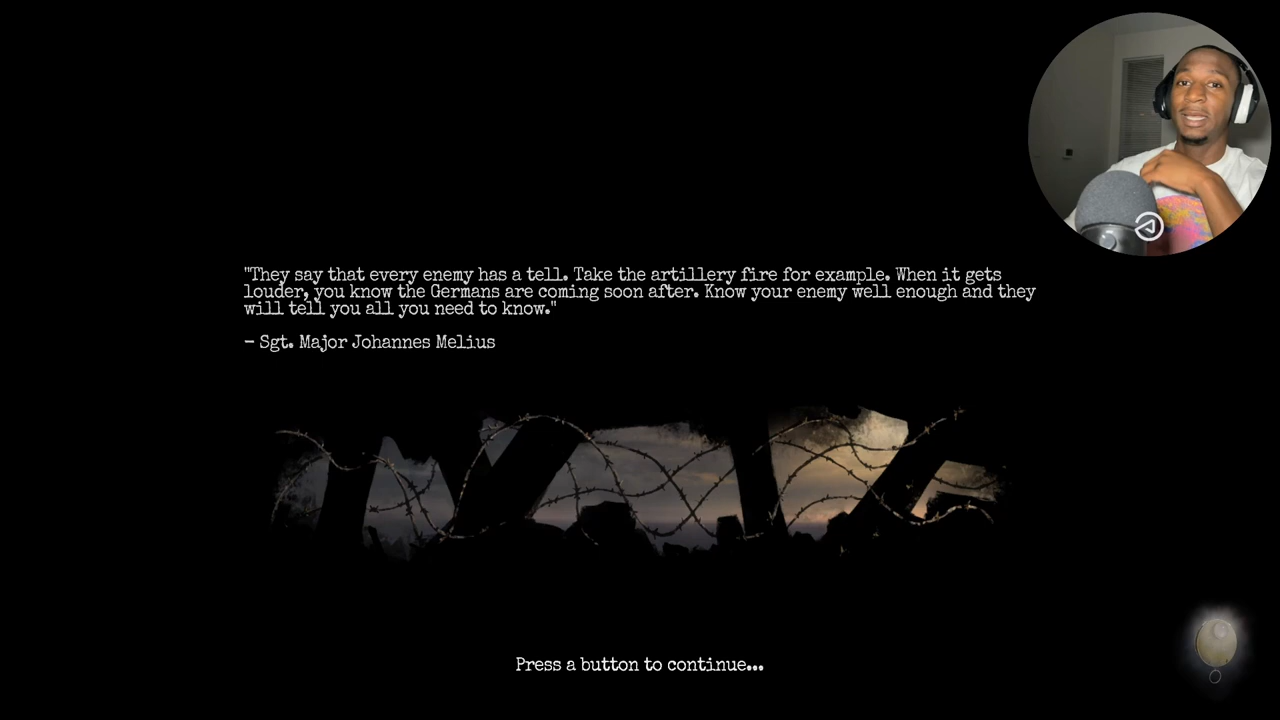 "They say that every enemy has a tell. Take the artillery fire for example. When it gets
louder, you know the Germans are coming soon after. Know your enemy well enough and they
will tell you all you need to know."
- Sgt. Major Johannes Melius
Press a button to continue...